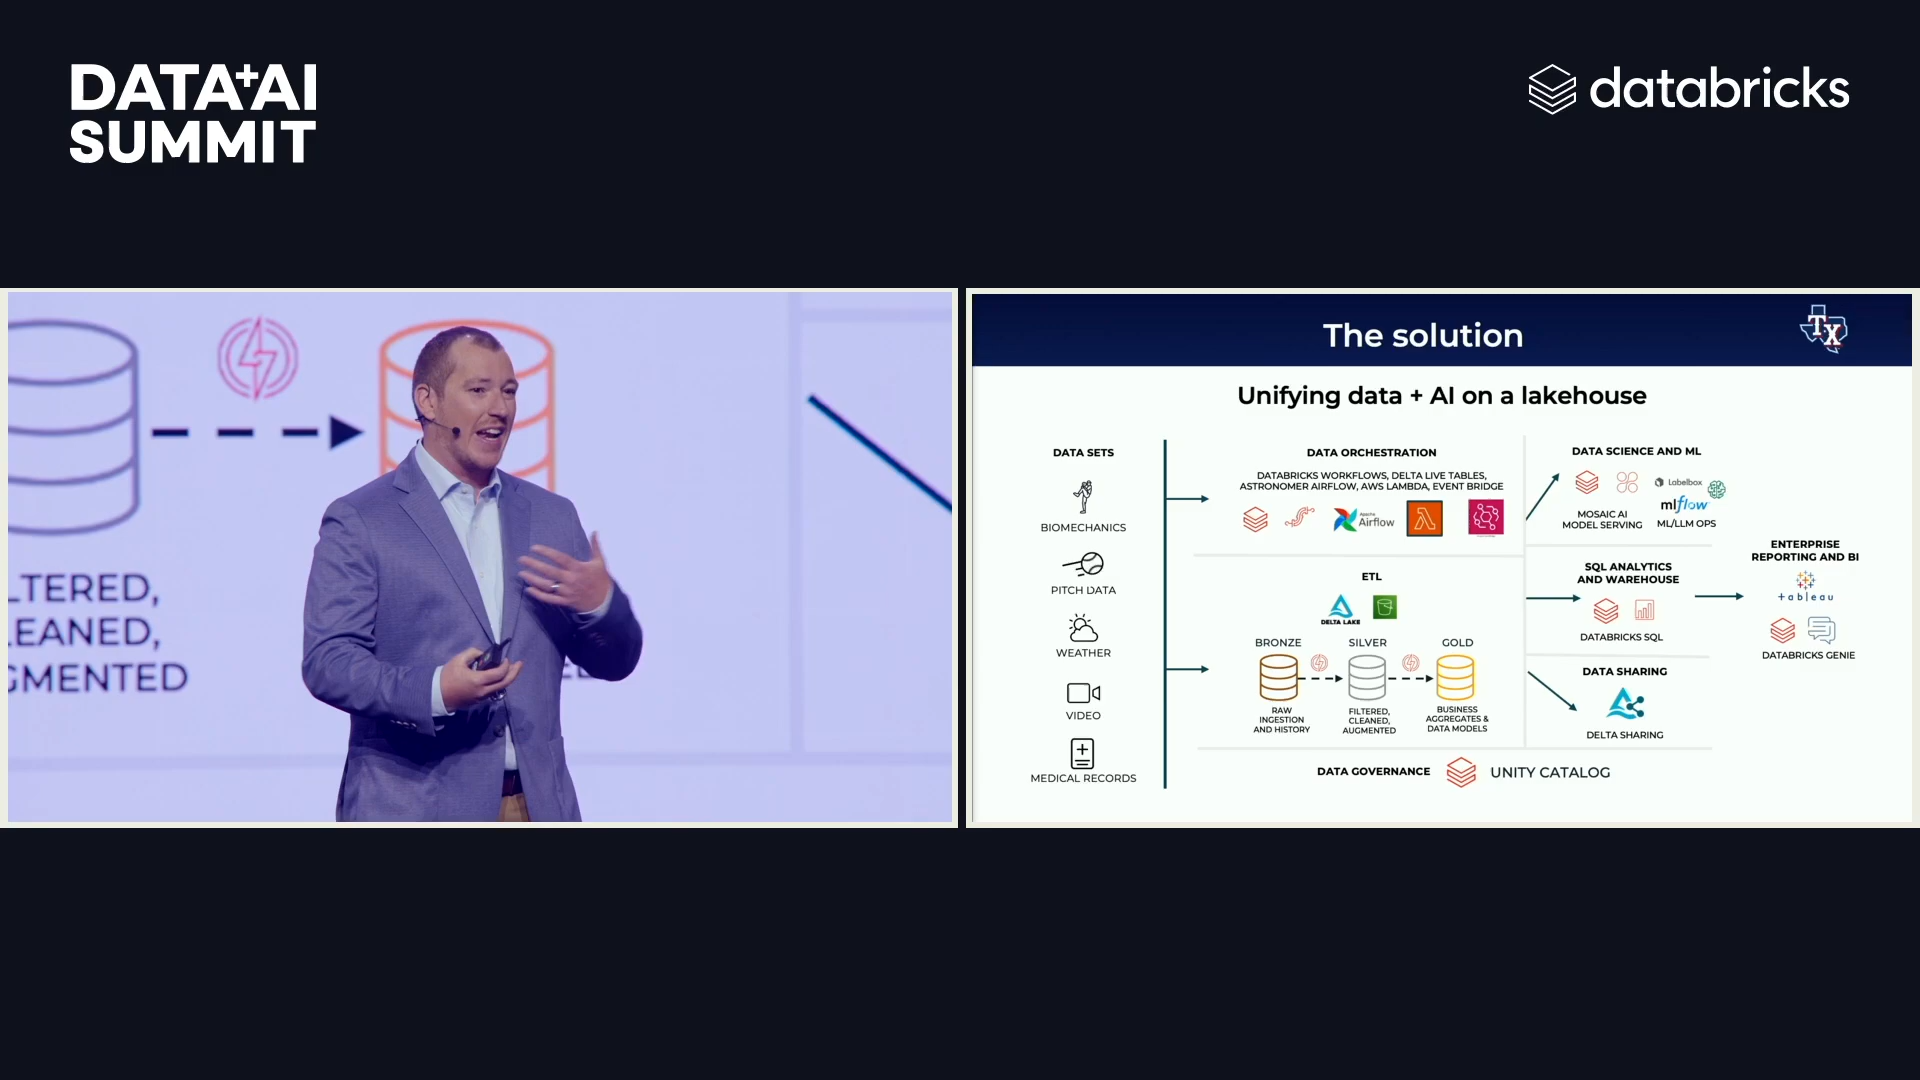 DATA+AI
SUMMIT
databricks
LTERED,
EANED,
GMENTED
The solution
TX
Unifying data + AI on a lakehouse
DATA SETS
BIOMECHANICS
PITCH DATA
WEATHER
VIDEO
MEDICAL RECORDS
DATA ORCHESTRATION
DATABRICKS WORKFLOWS, DELTA LIVE TABLES,
ASTRONOMER AIRFLOW, AWS LAMBDA, EVENT BRIDGE
Apache
Airflow
ETL
DELTA LAKE
BRONZE
SILVER
GOLD
RAW
INGESTION
AND HISTORY
FILTERED,
CLEANED,
AUGMENTED
BUSINESS
AGGREGATES &
DATA MODELS
DATA SCIENCE AND ML
Labelbox
mlflow
MOSAIC AI
MODEL SERVING
ML/LLM OPS
SQL ANALYTICS
AND WAREHOUSE
DATABRICKS SQL
DATA SHARING
DELTA SHARING
ENTERPRISE
REPORTING AND BI
+ableau
DATABRICKS GENIE
DATA GOVERNANCE
UNITY CATALOG